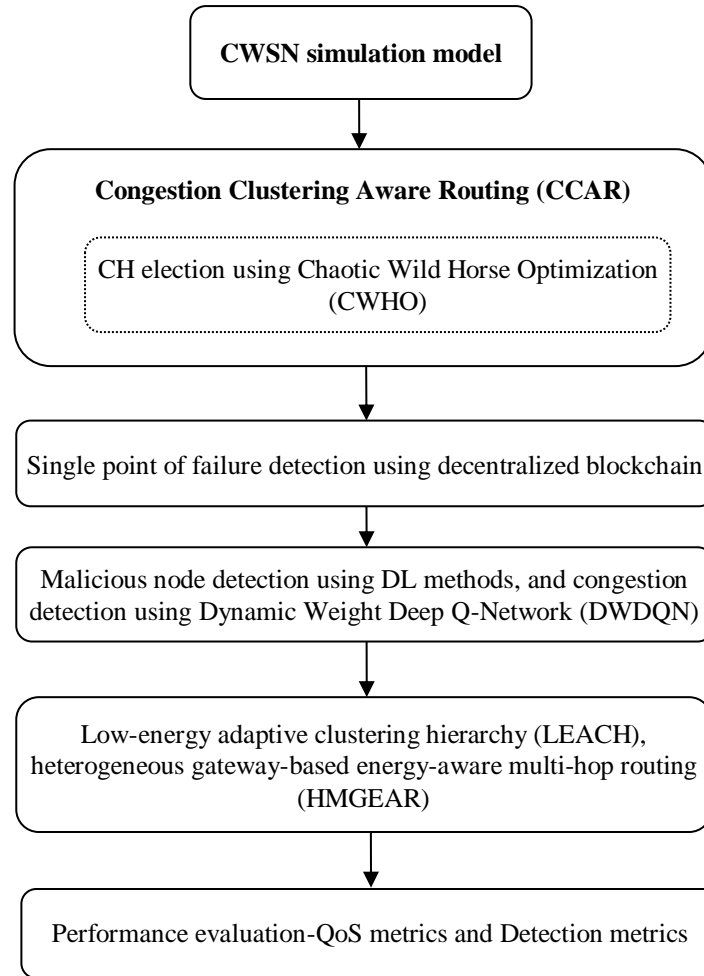 CWSN simulation model
Congestion Clustering Aware Routing (CCAR)
CH election using Chaotic Wild Horse Optimization
(CWHO)
Single point of failure detection using decentralized blockchain
Malicious node detection using DL methods, and congestion
detection using Dynamic Weight Deep Q-Network (DWDQN)
Low-energy adaptive clustering hierarchy (LEACH),
heterogeneous gateway-based energy-aware multi-hop routing
(HMGEAR)
Performance evaluation-QoS metrics and Detection metrics